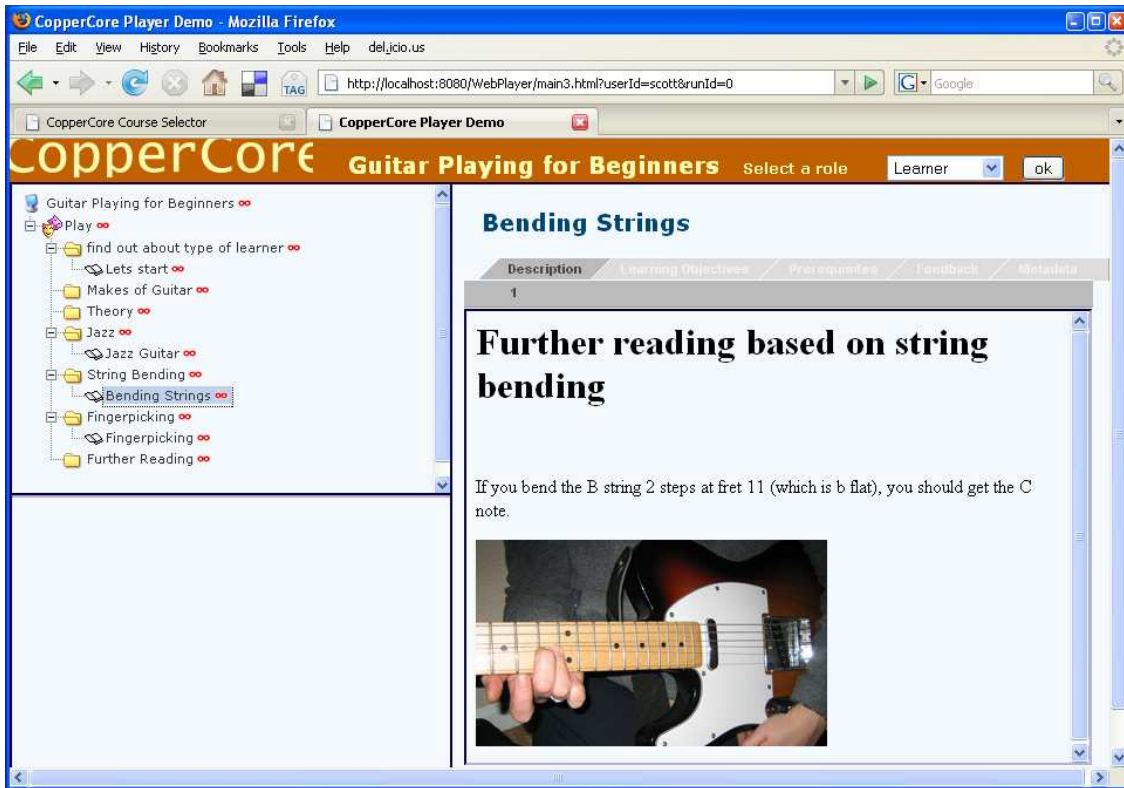 CopperCore Player Demo - Mozilla Firefox
File Edit View History Bookmarks Tools Help del.icio.us
TAG http://localhost:8080/WebPlayer/main3.html?userId=scott&runId=0 G Google
CopperCore Course Selector CopperCore Player Demo
CopperCore Guitar Playing for Beginners Select a role Learner ok
Guitar Playing for Beginners
Play
find out about type of learner
Lets start
Makes of Guitar
Theory
Jazz
Jazz Guitar
String Bending
Bending Strings
Fingerpicking
Fingerpicking
Further Reading
Bending Strings
Description Learning Objectives Prerequisites Feedback Metadata
1
Further reading based on string
bending
If you bend the B string 2 steps at fret 11 (which is b flat), you should get the C
note.